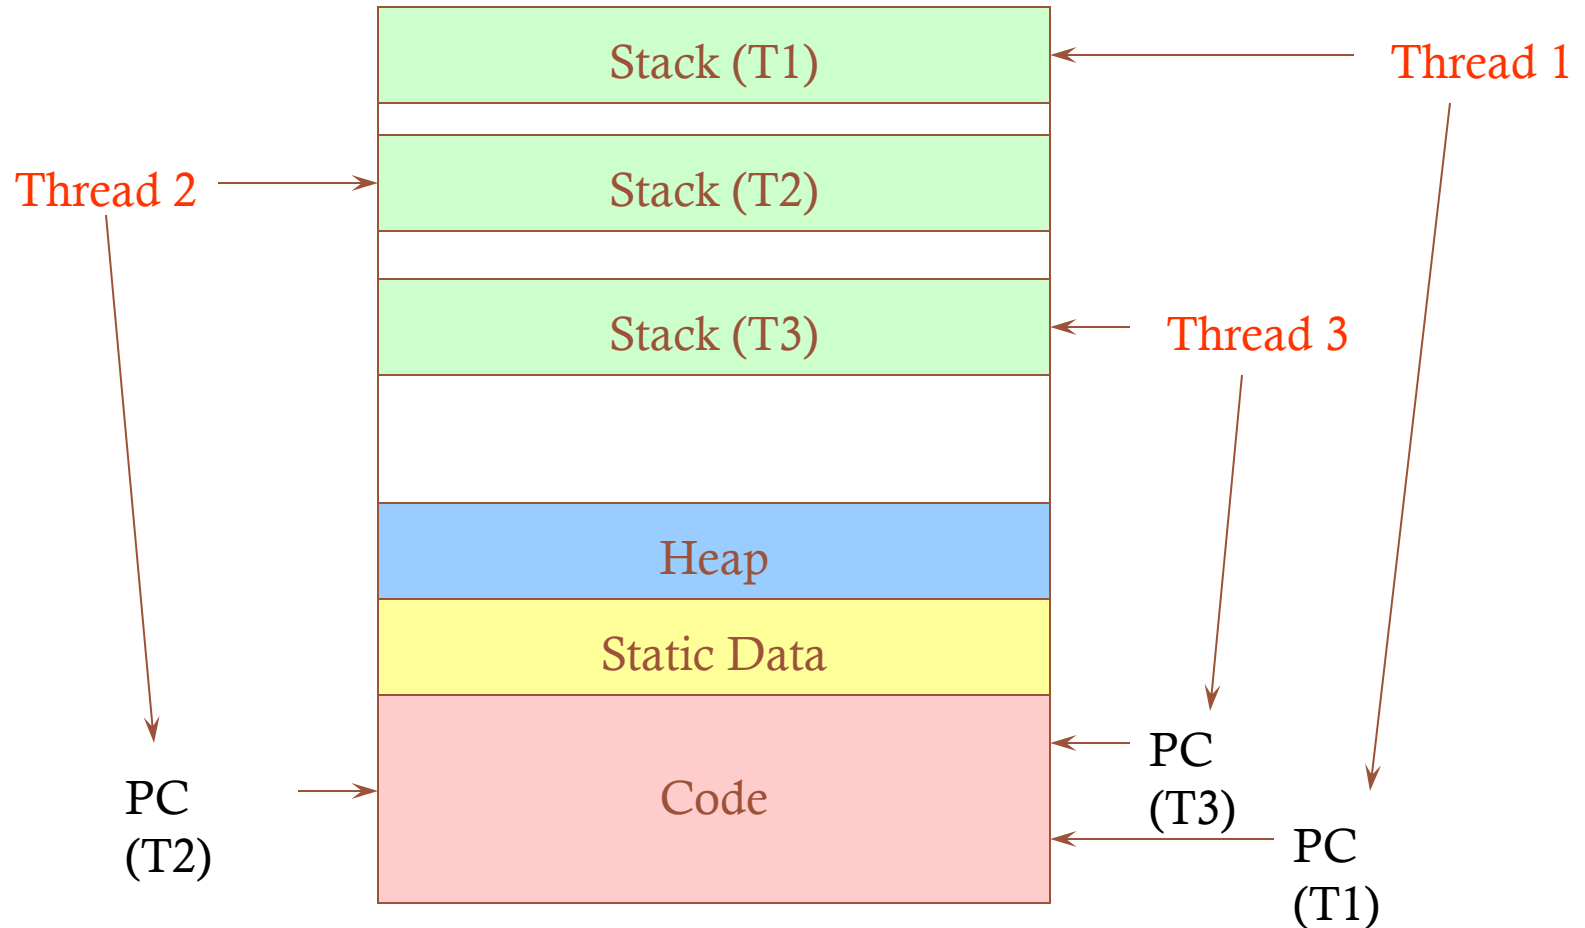 Stack (T1)
Thread 1
Thread 2
Stack (T2)
Stack (T3)
Thread 3
Heap
Static Data
Code
PC
(T2)
PC
(T3)
PC
(T1)